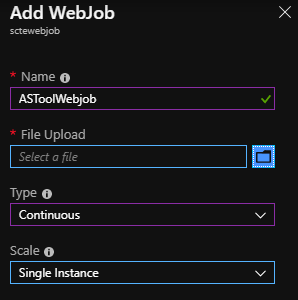 Add WebJob
sctewebjob
* Name
ASToolWebjob
* File Upload
Select a file
Type
Continuous
Scale
Single Instance